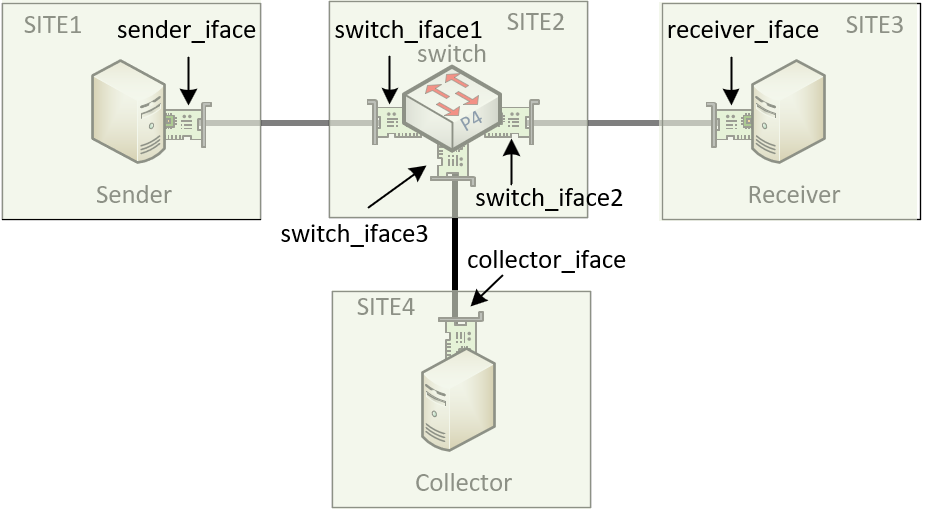 SITE1
sender_iface
Sender
switch_iface1
SITE2
switch
P4
switch_iface2
switch_iface3
receiver_iface
SITE3
Receiver
collector_iface
SITE4
Collector